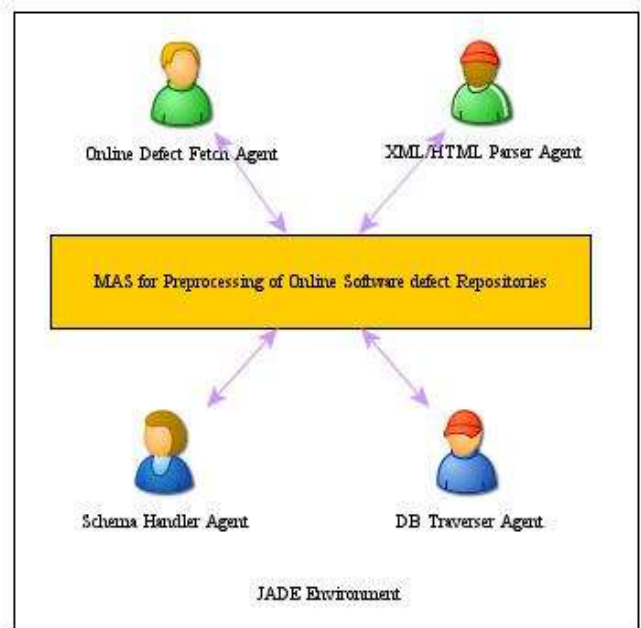 Online Defect Fetch Agent
XML/HTML Parser Agent
MAS for Preprocessing of Online Software defect Repositories
Schema Handler Agent
DB Traverser Agent
JADE Environment